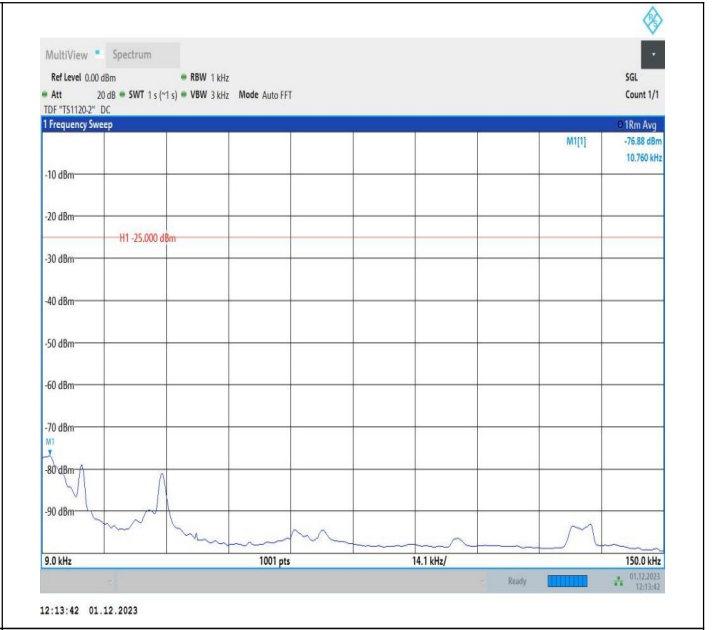 MultiView Spectrum
Ref Level 0.00 dBm RBW 1 kHz SGL
Att 20 dB SWT 1 s (~1 s) VBW 3 kHz Mode Auto FFT Count 1/1
TDF "TS1120-2" DC
1 Frequency Sweep 1Rm Avg
M1[1] -76.88 dBm
10.760 kHz
-10 dBm
-20 dBm
H1 -25.000 dBm
-30 dBm
-40 dBm
-50 dBm
-60 dBm
-70 dBm
M1
-80 dBm
-90 dBm
9.0 kHz 1001 pts 14.1 kHz/ 150.0 kHz
Ready 01.12.2023
12:13:42
12:13:42 01.12.2023